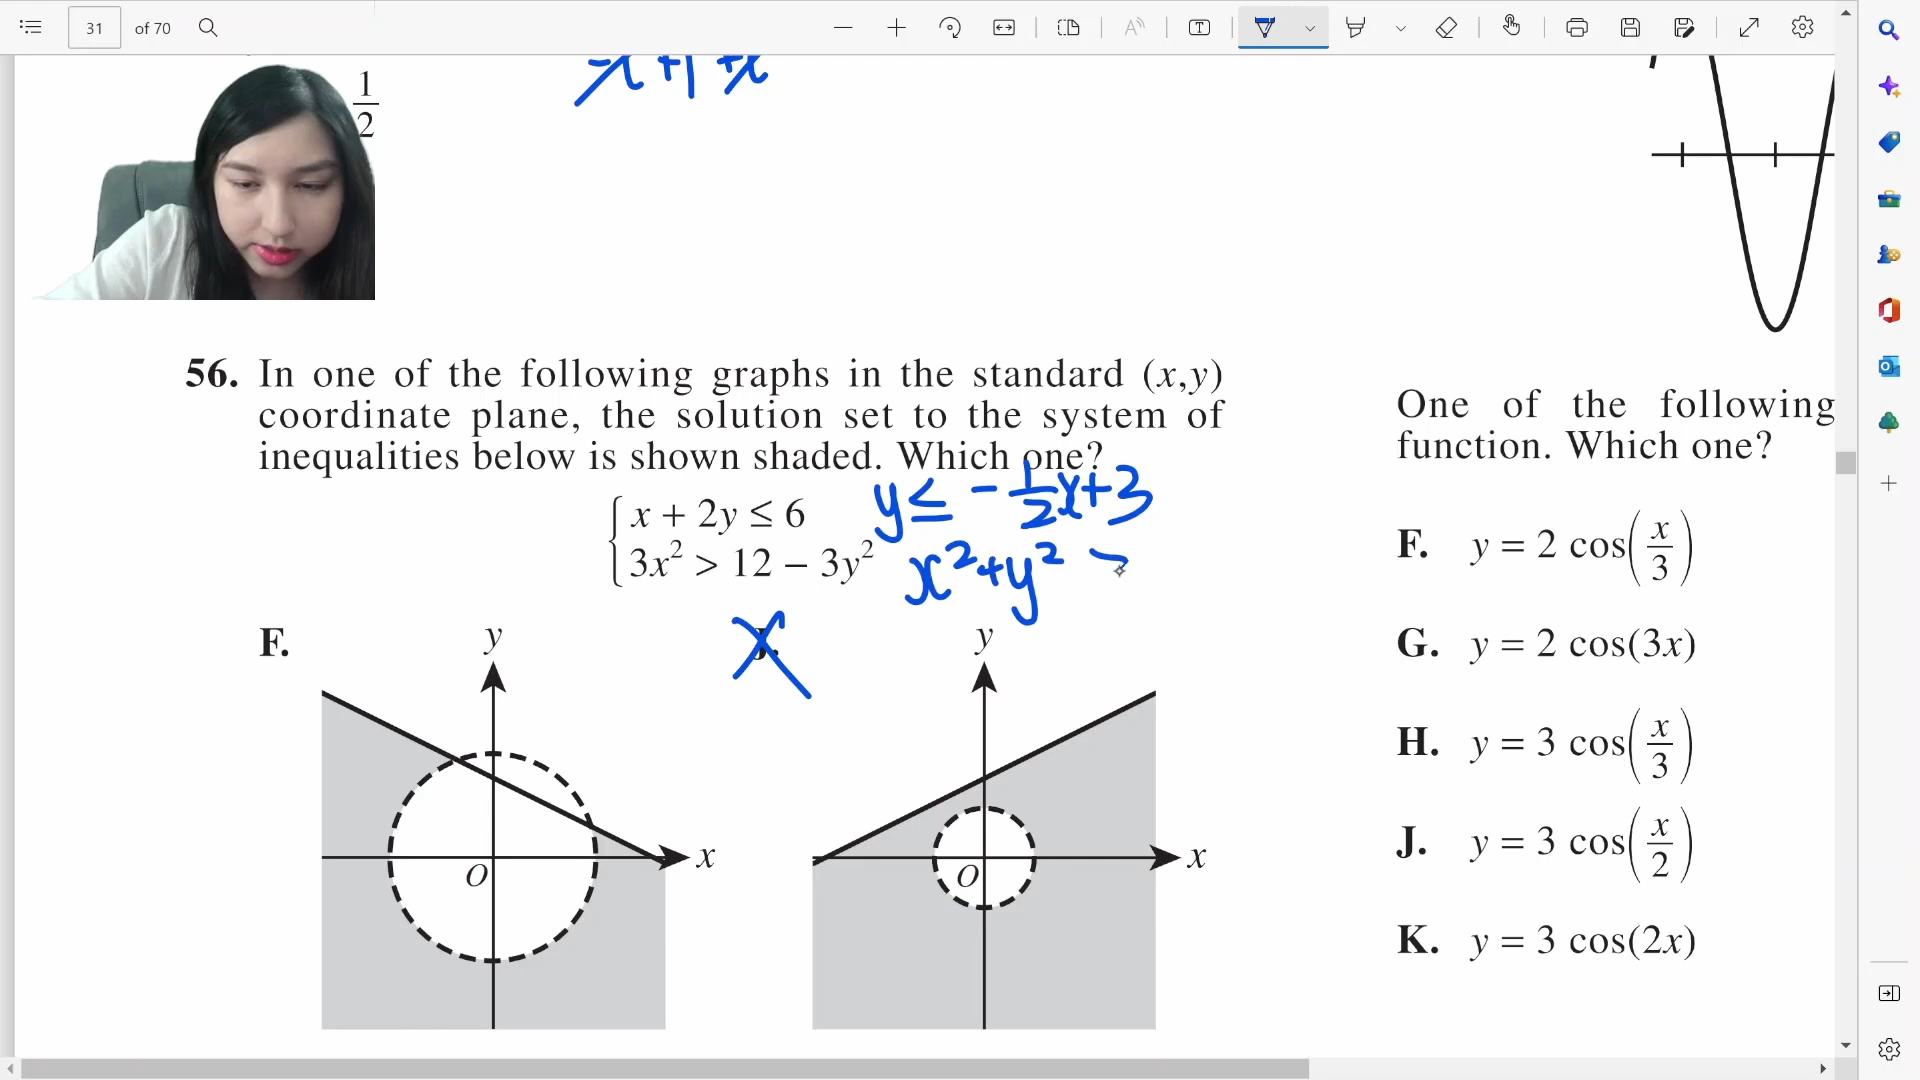 31 of 70
-x + 1 + x
1/2
56. In one of the following graphs in the standard (x,y)
coordinate plane, the solution set to the system of
inequalities below is shown shaded. Which one?
x + 2y ≤ 6
3x² > 12 − 3y²
y ≤ -1/2x+3
x²+y²
F.
y
x
O
J.
y
x
O
One of the following
function. Which one?
F. y = 2 cos(x/3)
G. y = 2 cos(3x)
H. y = 3 cos(x/3)
J. y = 3 cos(x/2)
K. y = 3 cos(2x)